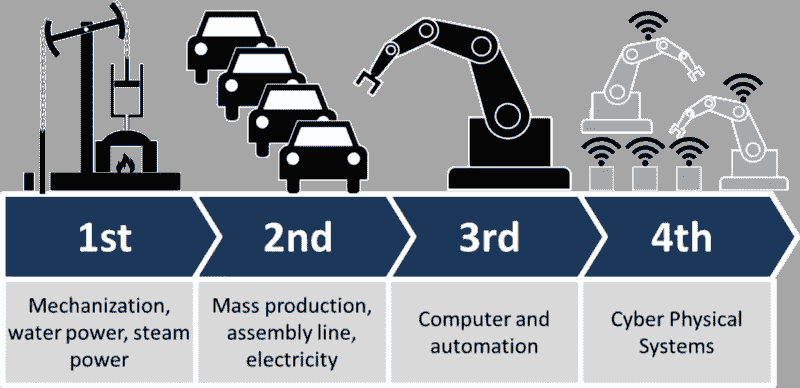 1st
2nd
3rd
4th
Mechanization,
water power, steam
power
Mass production,
assembly line,
electricity
Computer and
automation
Cyber Physical
Systems